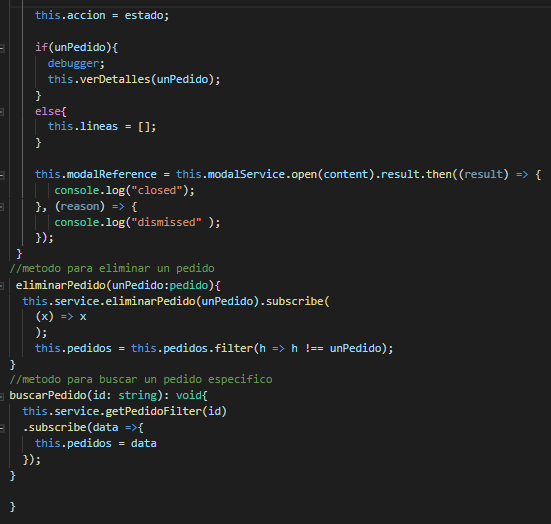 this.accion = estado;
if(unPedido){
debugger;
this.verDetalles(unPedido);
}
else{
this.lineas = [];
}
this.modalReference = this.modalService.open(content).result.then((result) => {
console.log("closed");
}, (reason) => {
console.log("dismissed" );
});
}
//metodo para eliminar un pedido
eliminarPedido(unPedido:pedido){
this.service.eliminarPedido(unPedido).subscribe(
(x) => x
);
this.pedidos = this.pedidos.filter(h => h !== unPedido);
}
//metodo para buscar un pedido especifico
buscarPedido(id: string): void{
this.service.getPedidoFilter(id)
.subscribe(data =>{
this.pedidos = data
});
}
}